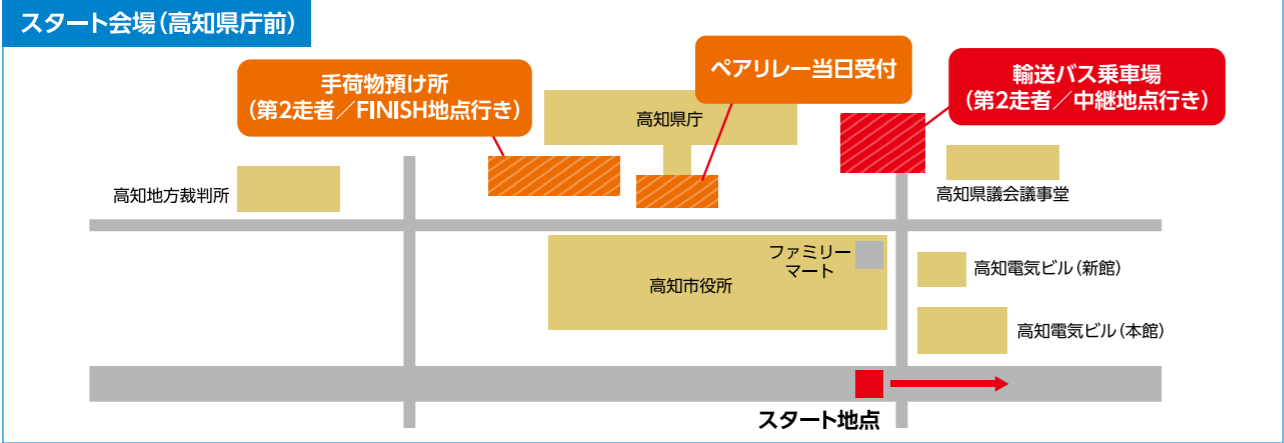 スタート会場（高知県庁前）
手荷物預け所
（第2走者／FINISH地点行き）
ペアリレー当日受付
輸送バス乗車場
（第2走者／中継地点行き）
高知県庁
高知地方裁判所
高知県議会議事堂
ファミリー
マート
高知市役所
高知電気ビル（新館）
高知電気ビル（本館）
スタート地点